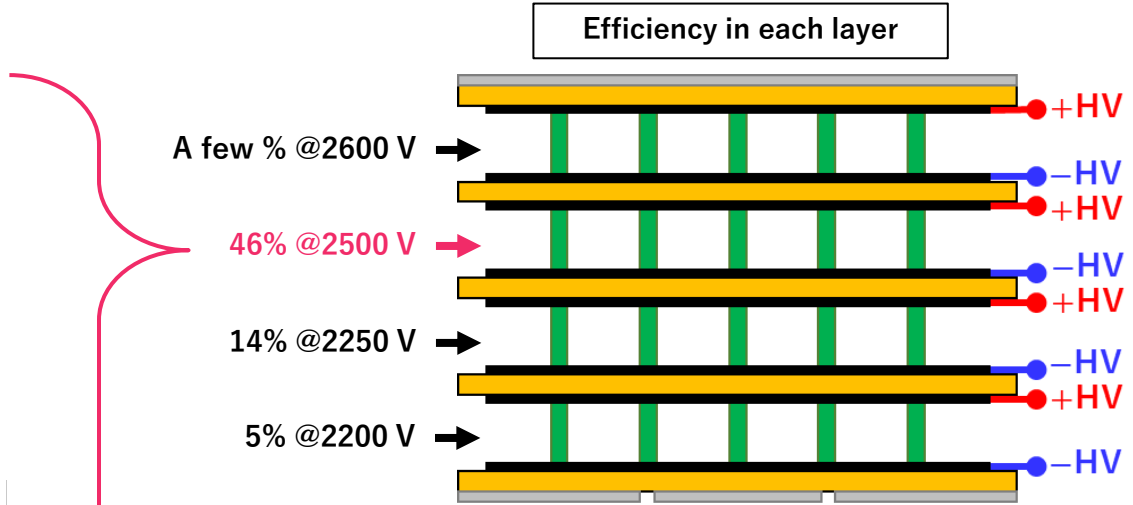 Efficiency in each layer
+HV
A few % @2600 V
−HV
+HV
46% @2500 V
−HV
+HV
14% @2250 V
−HV
+HV
5% @2200 V
−HV